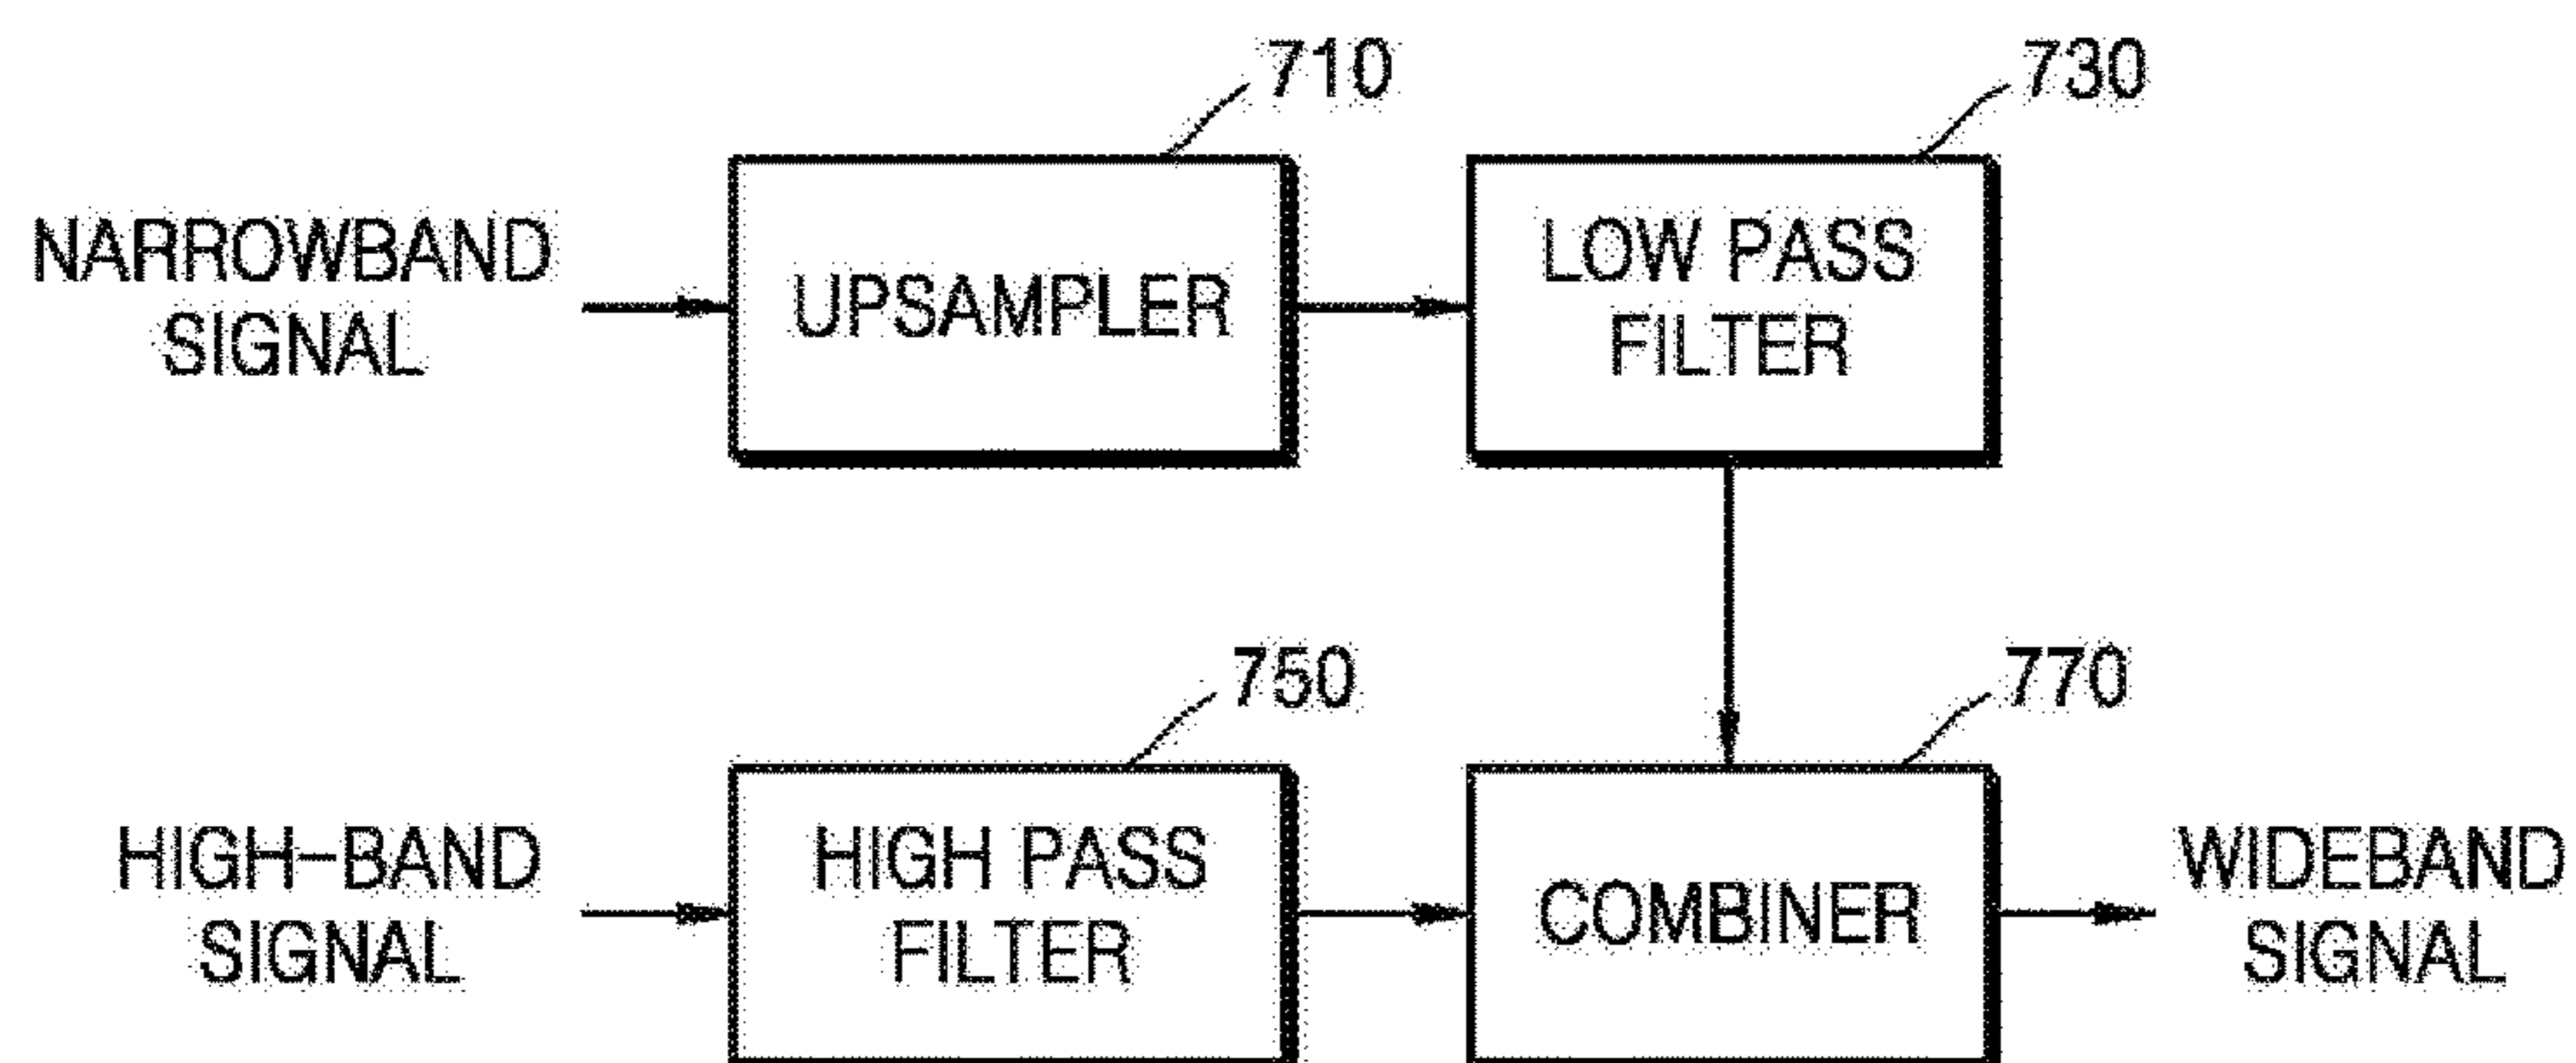 710
730
NARROWBAND
SIGNAL
UPSAMPLER
LOW PASS
FILTER
750
770
HIGH-BAND
SIGNAL
HIGH PASS
FILTER
COMBINER
WIDEBAND
SIGNAL